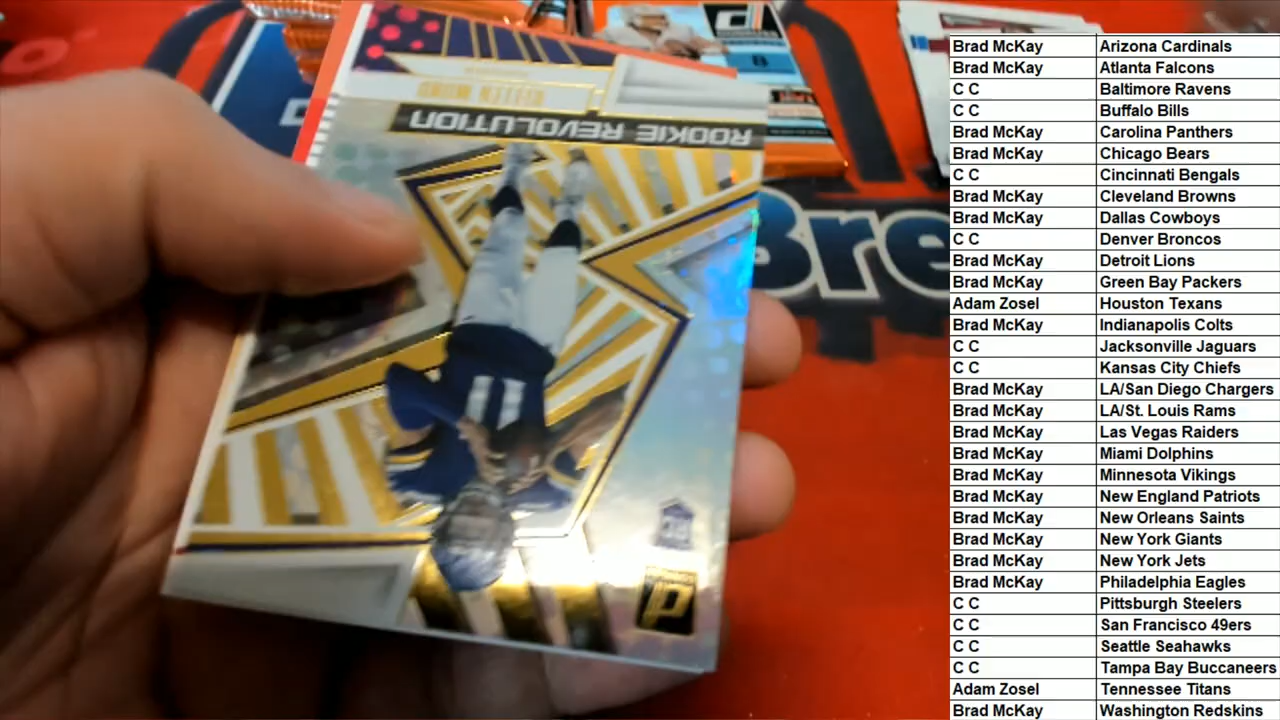 KELLEN MOND
ROOKIE REVOLUTION
11
RC
8
Bre
Brad McKay Arizona Cardinals
Brad McKay Atlanta Falcons
C C Baltimore Ravens
C C Buffalo Bills
Brad McKay Carolina Panthers
Brad McKay Chicago Bears
C C Cincinnati Bengals
Brad McKay Cleveland Browns
Brad McKay Dallas Cowboys
C C Denver Broncos
Brad McKay Detroit Lions
Brad McKay Green Bay Packers
Adam Zosel Houston Texans
Brad McKay Indianapolis Colts
C C Jacksonville Jaguars
C C Kansas City Chiefs
Brad McKay LA/San Diego Chargers
Brad McKay LA/St. Louis Rams
Brad McKay Las Vegas Raiders
Brad McKay Miami Dolphins
Brad McKay Minnesota Vikings
Brad McKay New England Patriots
Brad McKay New Orleans Saints
Brad McKay New York Giants
Brad McKay New York Jets
Brad McKay Philadelphia Eagles
C C Pittsburgh Steelers
C C San Francisco 49ers
C C Seattle Seahawks
C C Tampa Bay Buccaneers
Adam Zosel Tennessee Titans
Brad McKay Washington Redskins